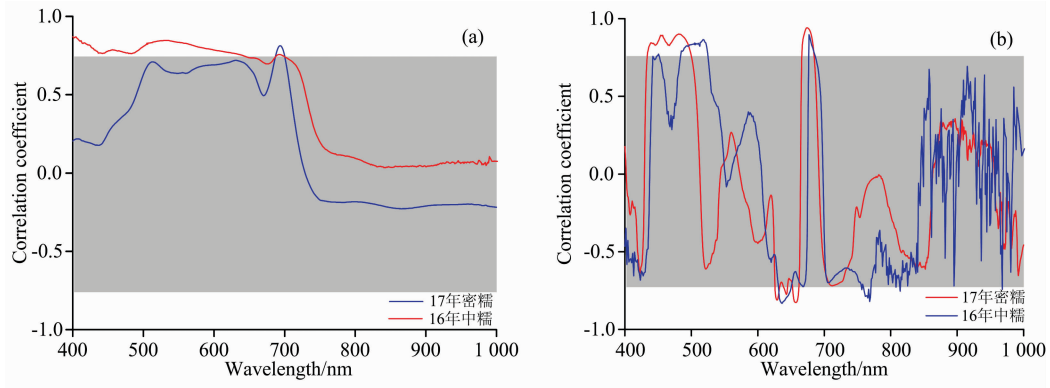 (a)
Correlation coefficient
1.0
0.5
0.0
-0.5
-1.0
17年密糯
16年中糯
400 500 600 700 800 900 1 000
Wavelength/nm
(b)
Correlation coefficient
1.0
0.5
0.0
-0.5
-1.0
17年密糯
16年中糯
400 500 600 700 800 900 1 000
Wavelength/nm